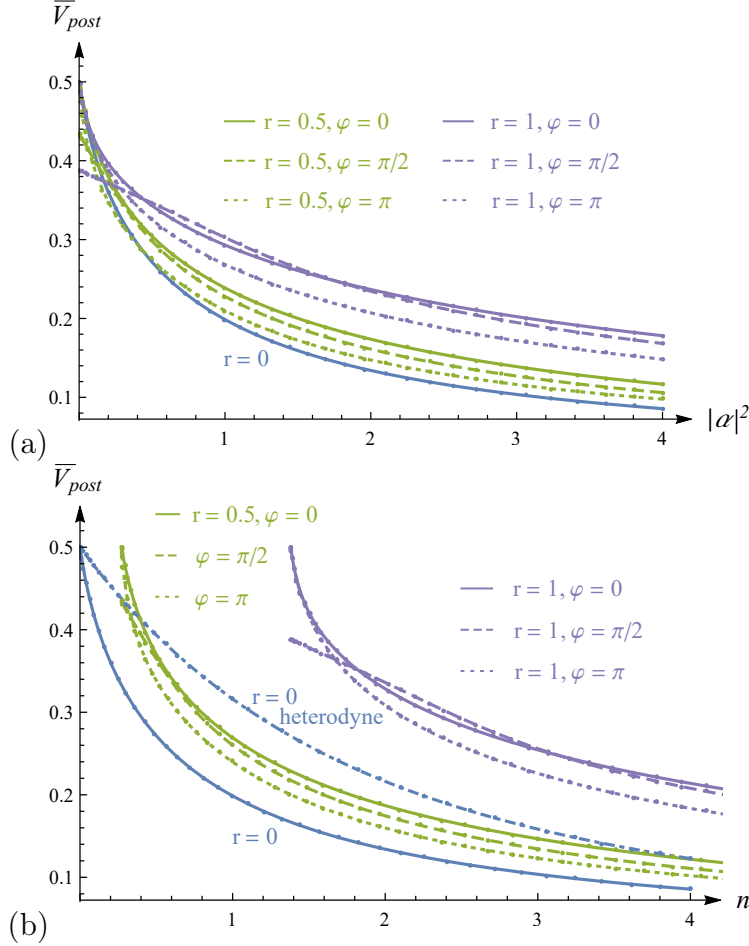 V̅post
0.5
r = 0.5, φ = 0 r = 1, φ = 0
0.4
r = 0.5, φ = π/2 r = 1, φ = π/2
r = 0.5, φ = π r = 1, φ = π
0.3
0.2
r = 0
0.1
(a)
1 2 3 4
|α|²
V̅post
r = 0.5, φ = 0
0.5
φ = π/2
r = 1, φ = 0
φ = π
0.4
r = 1, φ = π/2
r = 1, φ = π
0.3
r = 0
heterodyne
0.2
r = 0
0.1
(b)
1 2 3 4
n